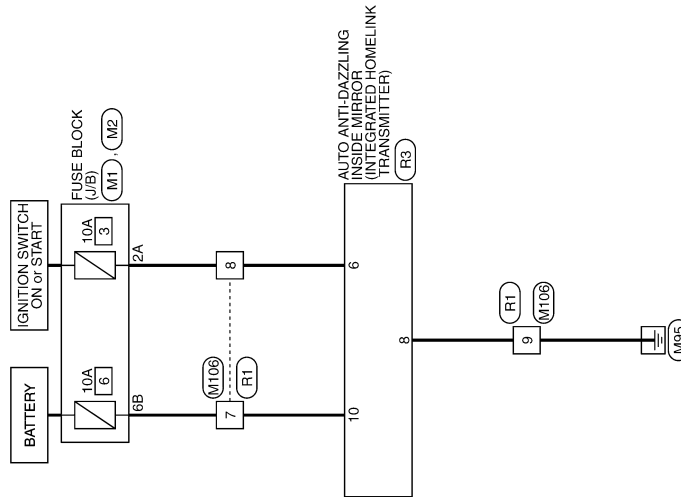 IGNITION SWITCH
ON or START
BATTERY
FUSE BLOCK
(J/B)
M1 , M2
10A
3
10A
6
2A
6B
8
M106
7
R1
AUTO ANTI-DAZZLING
INSIDE MIRROR
(INTEGRATED HOMELINK
TRANSMITTER)
R3
6
10
8
R1
9
M106
M95